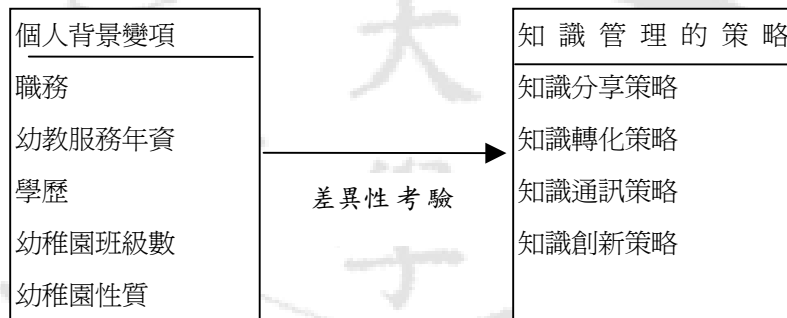 個人背景變項
職務
幼教服務年資
學歷
幼稚園班級數
幼稚園性質
差異性考驗
知識管理的策略
知識分享策略
知識轉化策略
知識通訊策略
知識創新策略